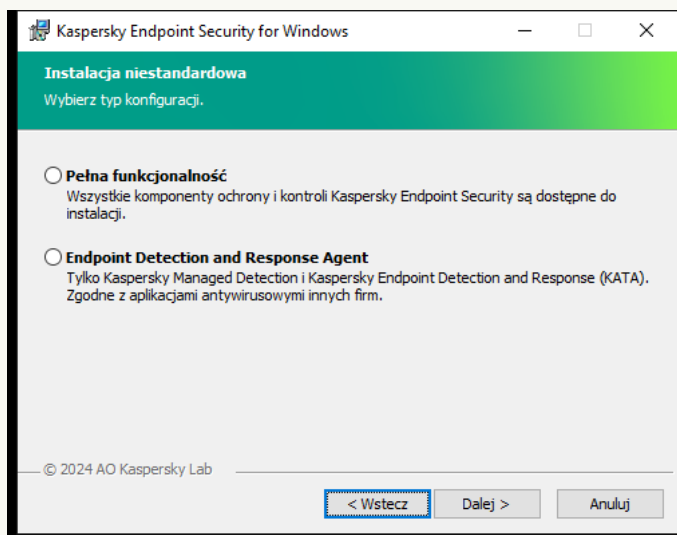 Kaspersky Endpoint Security for Windows
Instalacja niestandardowa
Wybierz typ konfiguracji.
Pełna funkcjonalność
Wszystkie komponenty ochrony i kontroli Kaspersky Endpoint Security są dostępne do
instalacji.
Endpoint Detection and Response Agent
Tylko Kaspersky Managed Detection i Kaspersky Endpoint Detection and Response (KATA).
Zgodne z aplikacjami antywirusowymi innych firm.
© 2024 AO Kaspersky Lab
< Wstecz Dalej > Anuluj